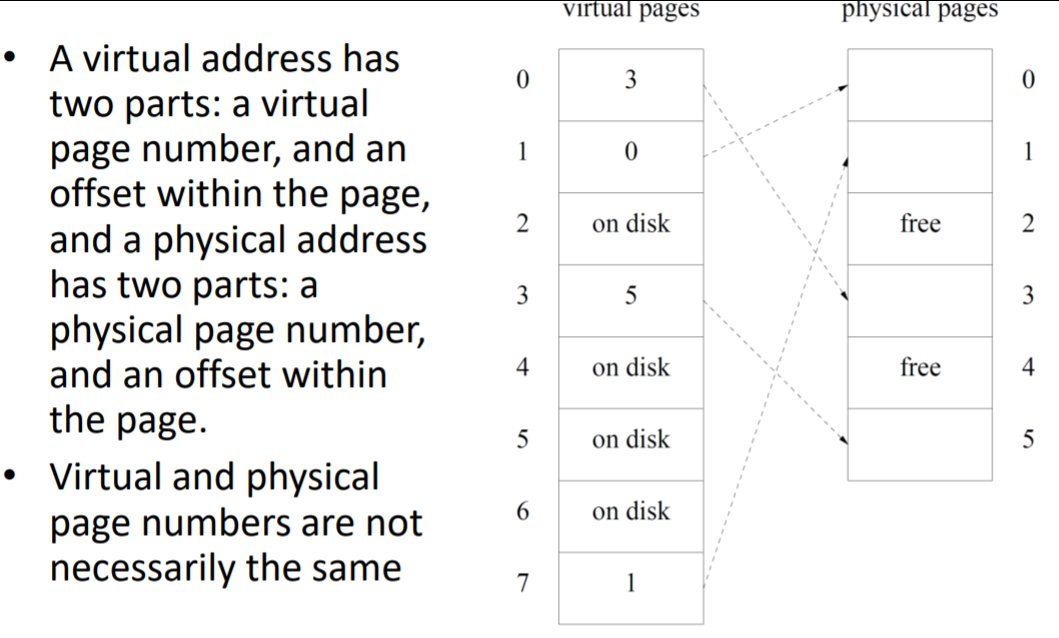 virtual pages physical pages
• A virtual address has
two parts: a virtual
page number, and an
offset within the page,
and a physical address
has two parts: a
physical page number,
and an offset within
the page.
• Virtual and physical
page numbers are not
necessarily the same
0 3 0
1 0 1
2 on disk free 2
3 5 3
4 on disk free 4
5 on disk 5
6 on disk
7 1